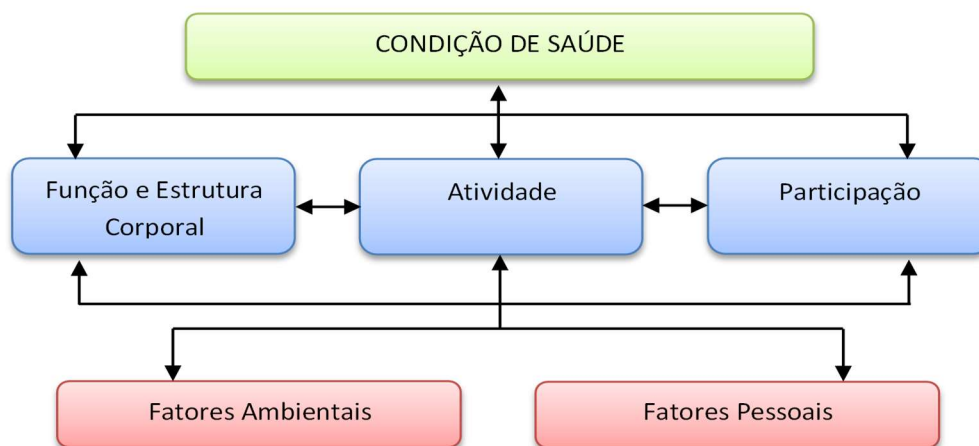 CONDIÇÃO DE SAÚDE
Função e Estrutura
Corporal
Atividade
Participação
Fatores Ambientais
Fatores Pessoais